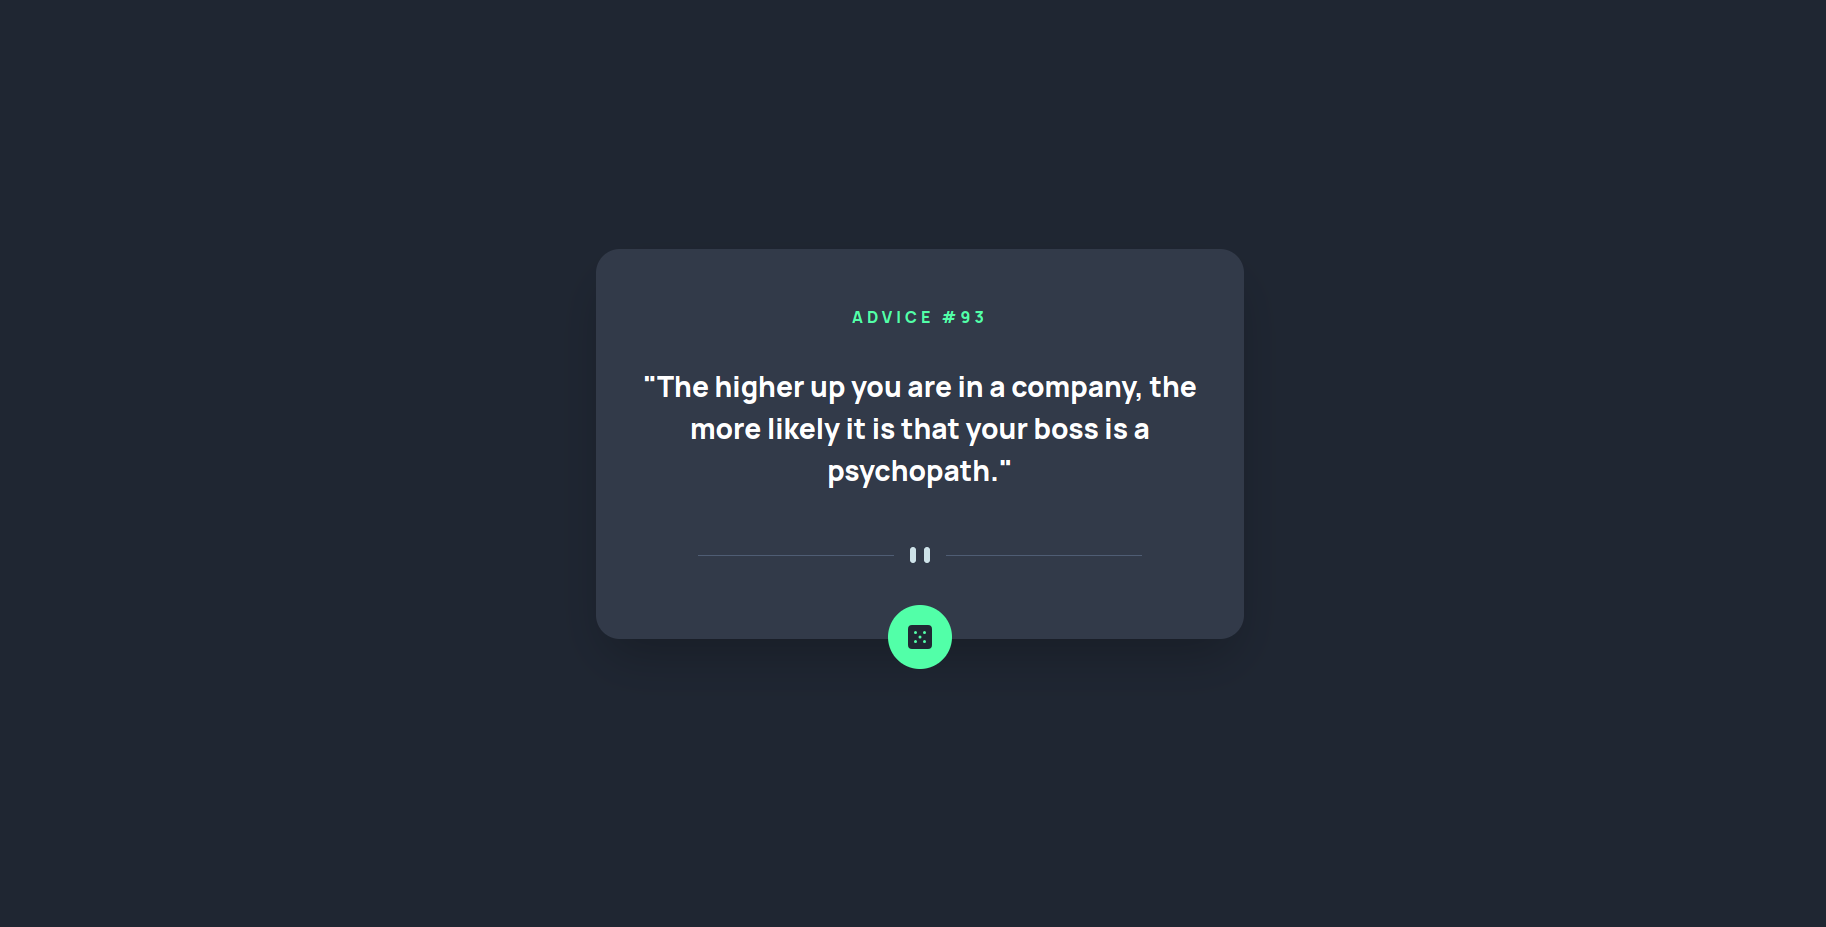 ADVICE #93
"The higher up you are in a company, the
more likely it is that your boss is a
psychopath."